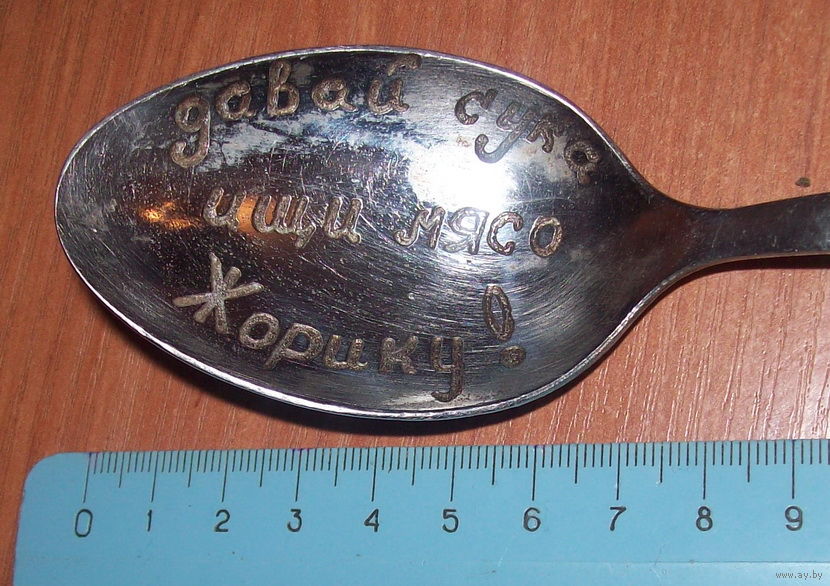 давай сука
ищи мясо
Жорику!
0 1 2 3 4 5 6 7 8 9
www.ay.by